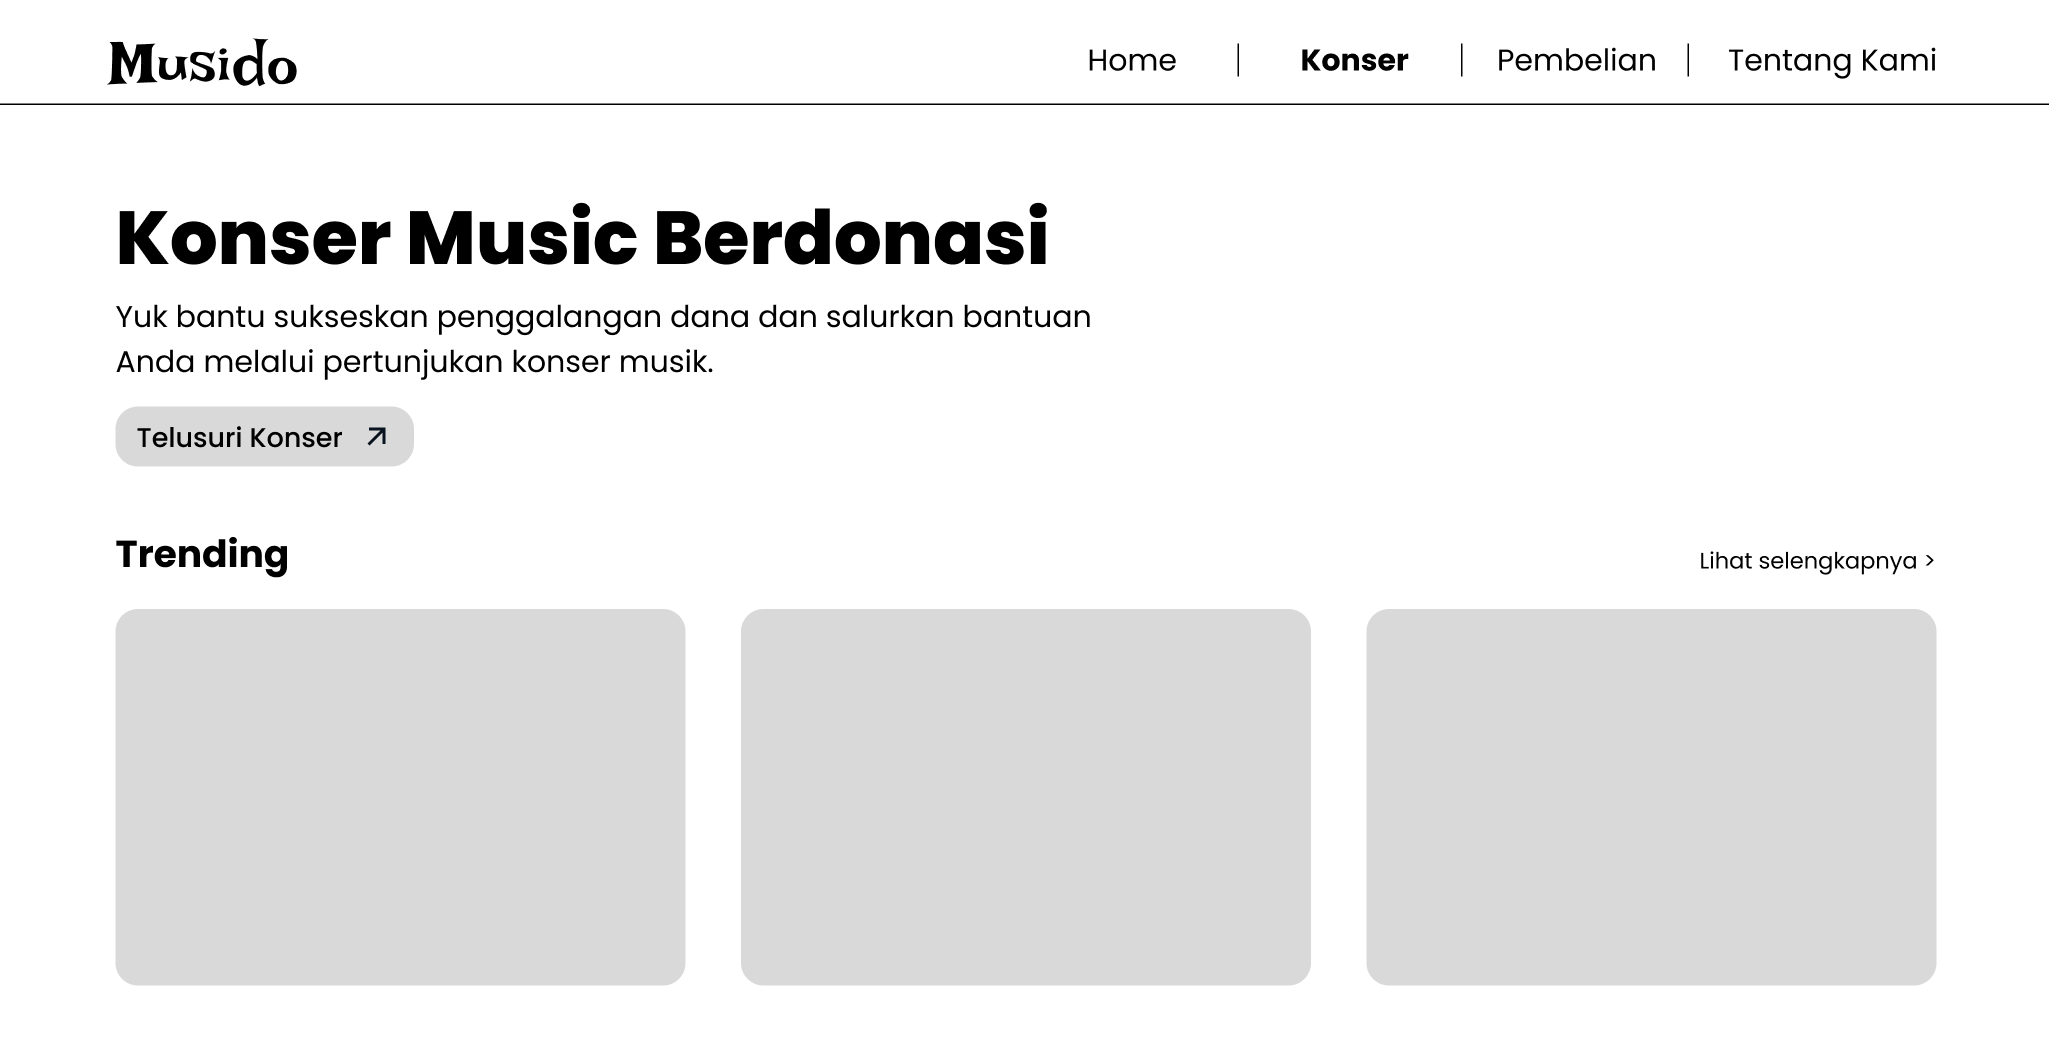 Musido
Home | Konser | Pembelian | Tentang Kami
Konser Music Berdonasi
Yuk bantu sukseskan penggalangan dana dan salurkan bantuan
Anda melalui pertunjukan konser musik.
Telusuri Konser
Trending
Lihat selengkapnya >